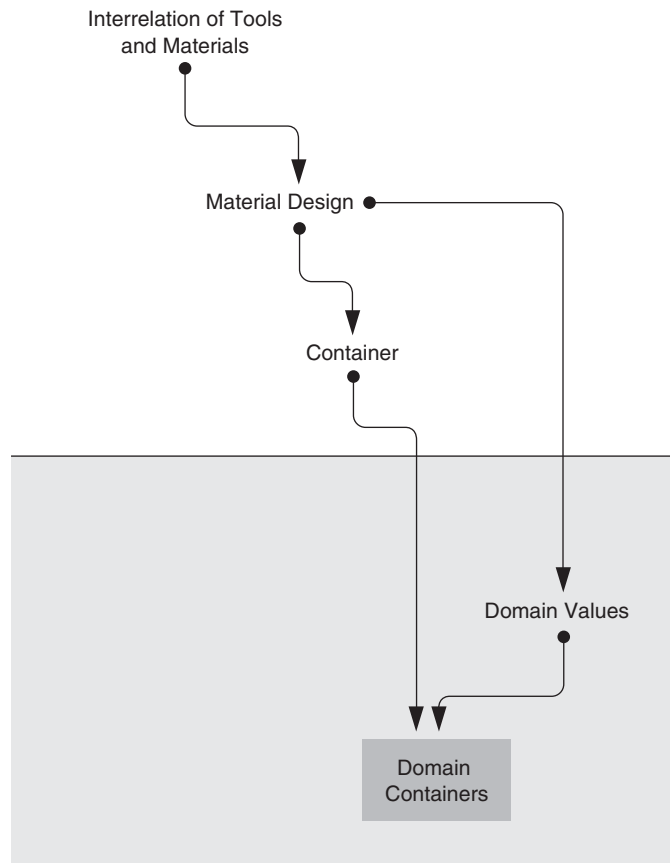 Interrelation of Tools
and Materials
Material Design
Container
Domain Values
Domain
Containers